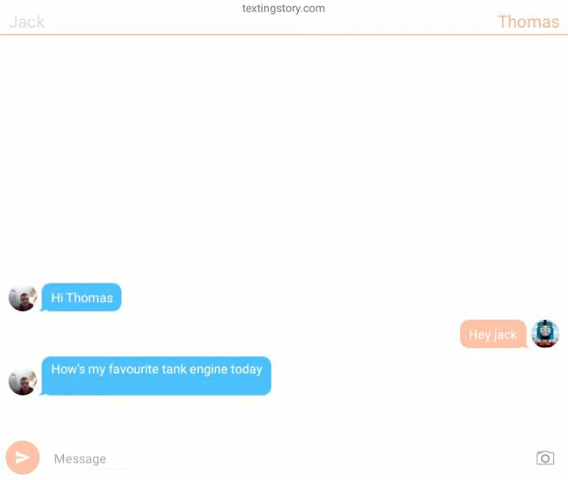 textingstory.com
Jack
Thomas
Hi Thomas
Hey jack
How's my favourite tank engine today
Message